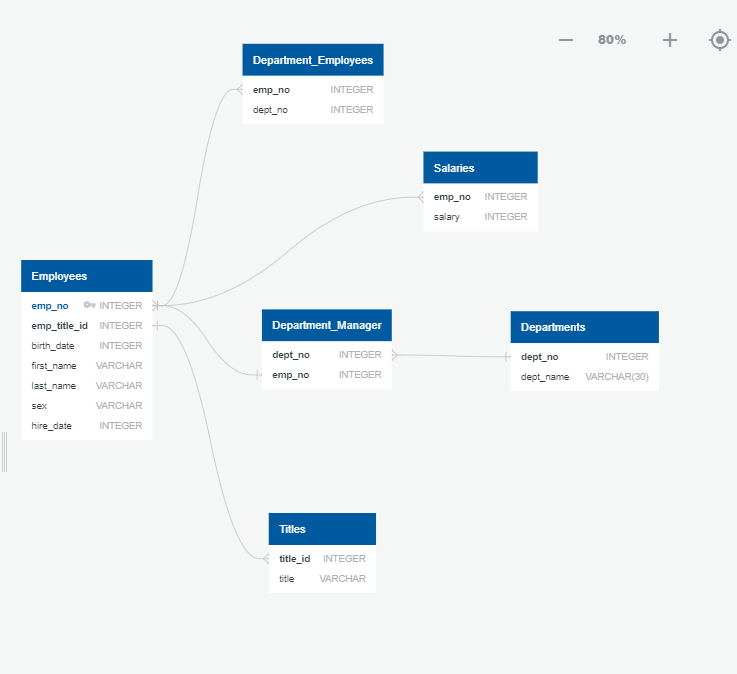 80%
Department_Employees
emp_no INTEGER
dept_no INTEGER
Salaries
emp_no INTEGER
salary INTEGER
Employees
emp_no INTEGER
emp_title_id INTEGER
birth_date INTEGER
first_name VARCHAR
last_name VARCHAR
sex VARCHAR
hire_date INTEGER
Department_Manager
dept_no INTEGER
emp_no INTEGER
Departments
dept_no INTEGER
dept_name VARCHAR(30)
Titles
title_id INTEGER
title VARCHAR